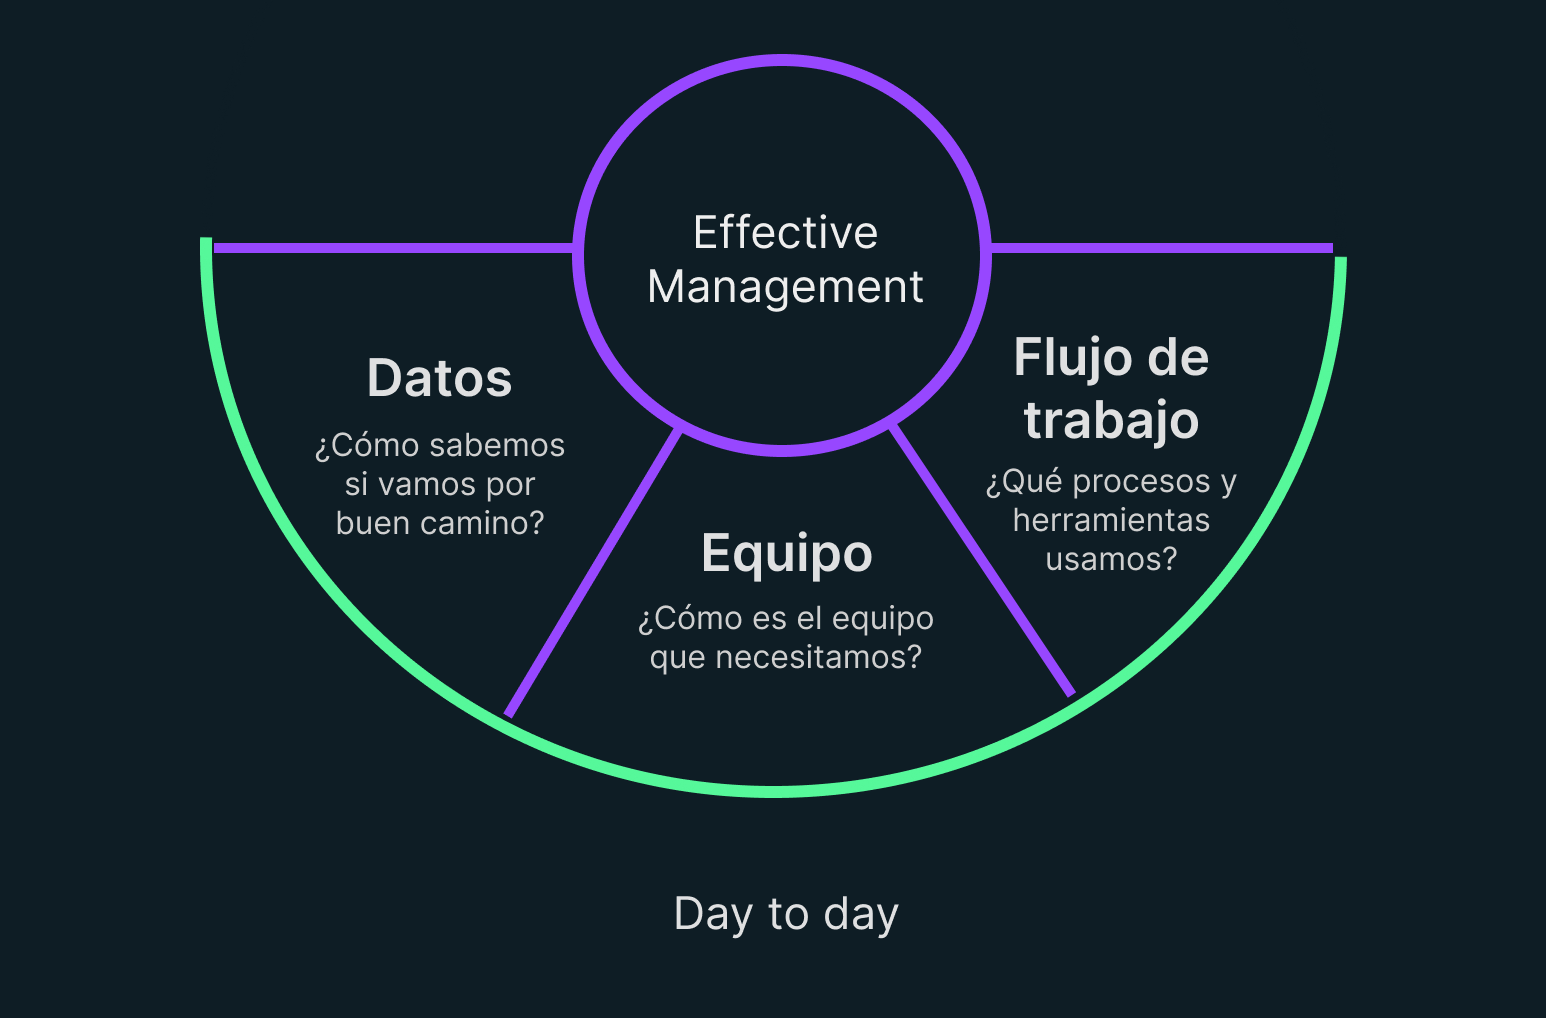 Effective
Management
Datos
¿Cómo sabemos
si vamos por
buen camino?
Equipo
¿Cómo es el equipo
que necesitamos?
Flujo de
trabajo
¿Qué procesos y
herramientas
usamos?
Day to day